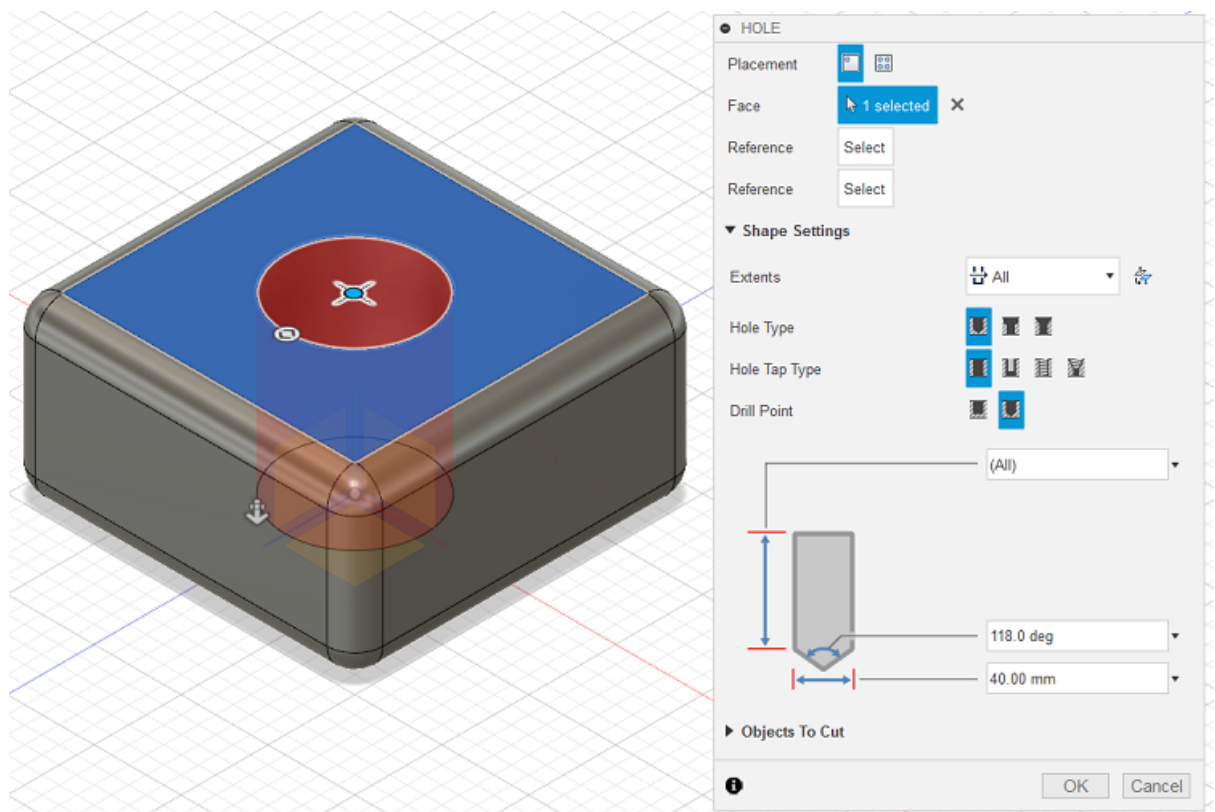 HOLE
Placement
Face 1 selected
Reference Select
Reference Select
Shape Settings
Extents All
Hole Type
Hole Tap Type
Drill Point
(All)
118.0 deg
40.00 mm
Objects To Cut
OK Cancel